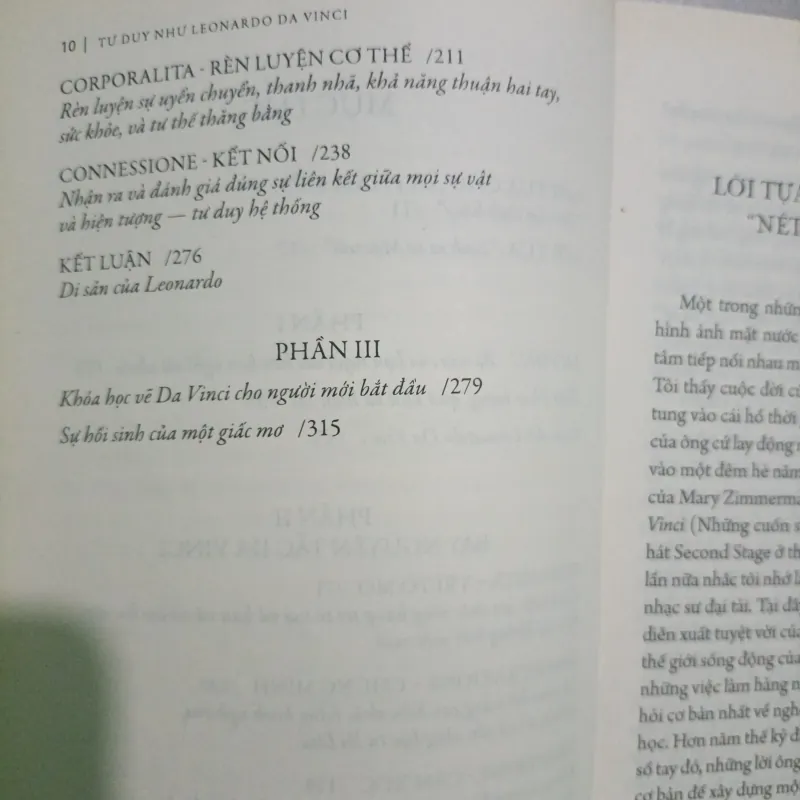 10 | TƯ DUY NHƯ LEONARDO DA VINCI
CORPORALITA - RÈN LUYỆN CƠ THỂ /211
Rèn luyện sự uyển chuyển, thanh nhã, khả năng thuận hai tay,
sức khỏe, và tư thế thăng bằng
CONNESSIONE - KẾT NỐI /238
Nhận ra và đánh giá đúng sự liên kết giữa mọi sự vật
và hiện tượng — tư duy hệ thống
KẾT LUẬN /276
Di sản của Leonardo
PHẦN III
Khóa học vẽ Da Vinci cho người mới bắt đầu /279
Sự hồi sinh của một giấc mơ /315
LỜI TỰA
"NÉT
Một trong những
hình ảnh mặt nước
tâm tiếp nối nhau
Tôi thấy cuộc đời
tung vào cái hồ thời
của ông cứ lay động
vào một đêm hè năm
của Mary
Vinci (Những cuốn
hát Second Stage ở
lần nữa nhắc tôi nhớ
nhạc sư đại tài. Tại
diễn xuất tuyệt vời của
thế giới sống động của
những việc làm hàng
hỏi cơ bản nhất về
học. Hơn năm thế kỷ
sổ tay đó, những lời ông
cơ bản để xây dựng một